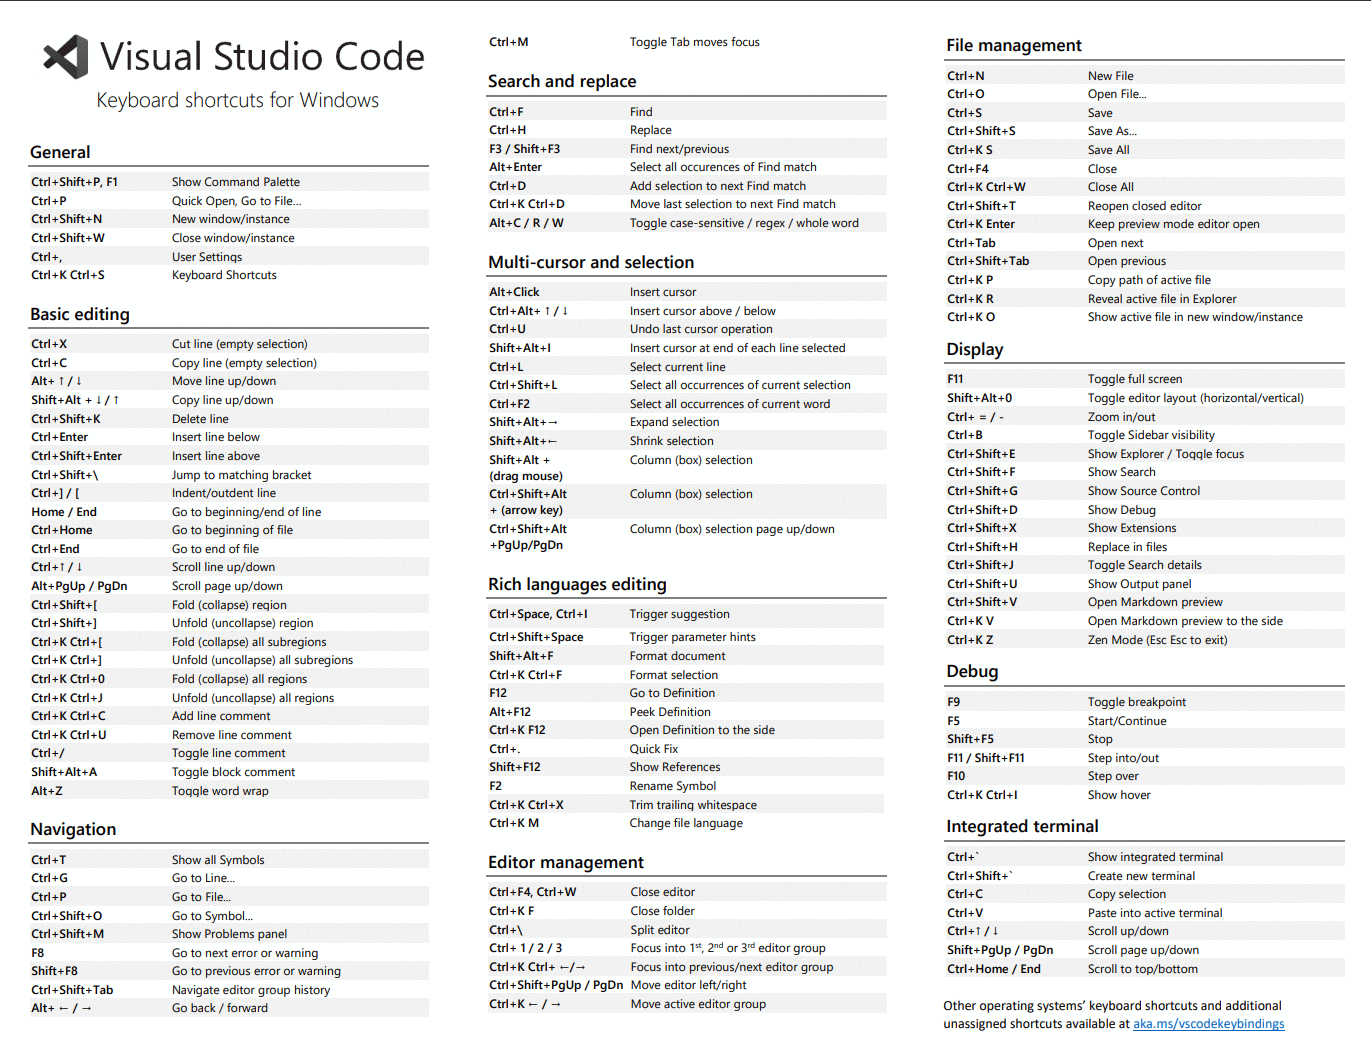 Visual Studio Code
Keyboard shortcuts for Windows
General
Ctrl+Shift+P, F1 Show Command Palette
Ctrl+P Quick Open, Go to File...
Ctrl+Shift+N New window/instance
Ctrl+Shift+W Close window/instance
Ctrl+, User Settings
Ctrl+K Ctrl+S Keyboard Shortcuts
Basic editing
Ctrl+X Cut line (empty selection)
Ctrl+C Copy line (empty selection)
Alt+ ↑ / ↓ Move line up/down
Shift+Alt + ↓ / ↑ Copy line up/down
Ctrl+Shift+K Delete line
Ctrl+Enter Insert line below
Ctrl+Shift+Enter Insert line above
Ctrl+Shift+\ Jump to matching bracket
Ctrl+] / [ Indent/outdent line
Home / End Go to beginning/end of line
Ctrl+Home Go to beginning of file
Ctrl+End Go to end of file
Ctrl+↑ / ↓ Scroll line up/down
Alt+PgUp / PgDn Scroll page up/down
Ctrl+Shift+[ Fold (collapse) region
Ctrl+Shift+] Unfold (uncollapse) region
Ctrl+K Ctrl+[ Fold (collapse) all subregions
Ctrl+K Ctrl+] Unfold (uncollapse) all subregions
Ctrl+K Ctrl+0 Fold (collapse) all regions
Ctrl+K Ctrl+J Unfold (uncollapse) all regions
Ctrl+K Ctrl+C Add line comment
Ctrl+K Ctrl+U Remove line comment
Ctrl+/ Toggle line comment
Shift+Alt+A Toggle block comment
Alt+Z Toggle word wrap
Navigation
Ctrl+T Show all Symbols
Ctrl+G Go to Line...
Ctrl+P Go to File...
Ctrl+Shift+O Go to Symbol...
Ctrl+Shift+M Show Problems panel
F8 Go to next error or warning
Shift+F8 Go to previous error or warning
Ctrl+Shift+Tab Navigate editor group history
Alt+ ← / → Go back / forward
Ctrl+M Toggle Tab moves focus
Search and replace
Ctrl+F Find
Ctrl+H Replace
F3 / Shift+F3 Find next/previous
Alt+Enter Select all occurences of Find match
Ctrl+D Add selection to next Find match
Ctrl+K Ctrl+D Move last selection to next Find match
Alt+C / R / W Toggle case-sensitive / regex / whole word
Multi-cursor and selection
Alt+Click Insert cursor
Ctrl+Alt+ ↑ / ↓ Insert cursor above / below
Ctrl+U Undo last cursor operation
Shift+Alt+I Insert cursor at end of each line selected
Ctrl+L Select current line
Ctrl+Shift+L Select all occurrences of current selection
Ctrl+F2 Select all occurrences of current word
Shift+Alt+→ Expand selection
Shift+Alt+← Shrink selection
Shift+Alt + Column (box) selection
(drag mouse)
Ctrl+Shift+Alt Column (box) selection
+ (arrow key)
Ctrl+Shift+Alt Column (box) selection page up/down
+PgUp/PgDn
Rich languages editing
Ctrl+Space, Ctrl+I Trigger suggestion
Ctrl+Shift+Space Trigger parameter hints
Shift+Alt+F Format document
Ctrl+K Ctrl+F Format selection
F12 Go to Definition
Alt+F12 Peek Definition
Ctrl+K F12 Open Definition to the side
Ctrl+. Quick Fix
Shift+F12 Show References
F2 Rename Symbol
Ctrl+K Ctrl+X Trim trailing whitespace
Ctrl+K M Change file language
Editor management
Ctrl+F4, Ctrl+W Close editor
Ctrl+K F Close folder
Ctrl+\ Split editor
Ctrl+ 1 / 2 / 3 Focus into 1st, 2nd or 3rd editor group
Ctrl+K Ctrl+ ←/→ Focus into previous/next editor group
Ctrl+Shift+PgUp / PgDn Move editor left/right
Ctrl+K ← / → Move active editor group
File management
Ctrl+N New File
Ctrl+O Open File...
Ctrl+S Save
Ctrl+Shift+S Save As...
Ctrl+K S Save All
Ctrl+F4 Close
Ctrl+K Ctrl+W Close All
Ctrl+Shift+T Reopen closed editor
Ctrl+K Enter Keep preview mode editor open
Ctrl+Tab Open next
Ctrl+Shift+Tab Open previous
Ctrl+K P Copy path of active file
Ctrl+K R Reveal active file in Explorer
Ctrl+K O Show active file in new window/instance
Display
F11 Toggle full screen
Shift+Alt+0 Toggle editor layout (horizontal/vertical)
Ctrl+ = / - Zoom in/out
Ctrl+B Toggle Sidebar visibility
Ctrl+Shift+E Show Explorer / Toggle focus
Ctrl+Shift+F Show Search
Ctrl+Shift+G Show Source Control
Ctrl+Shift+D Show Debug
Ctrl+Shift+X Show Extensions
Ctrl+Shift+H Replace in files
Ctrl+Shift+J Toggle Search details
Ctrl+Shift+U Show Output panel
Ctrl+Shift+V Open Markdown preview
Ctrl+K V Open Markdown preview to the side
Ctrl+K Z Zen Mode (Esc Esc to exit)
Debug
F9 Toggle breakpoint
F5 Start/Continue
Shift+F5 Stop
F11 / Shift+F11 Step into/out
F10 Step over
Ctrl+K Ctrl+I Show hover
Integrated terminal
Ctrl+` Show integrated terminal
Ctrl+Shift+` Create new terminal
Ctrl+C Copy selection
Ctrl+V Paste into active terminal
Ctrl+↑ / ↓ Scroll up/down
Shift+PgUp / PgDn Scroll page up/down
Ctrl+Home / End Scroll to top/bottom
Other operating systems' keyboard shortcuts and additional
unassigned shortcuts available at aka.ms/vscodekeybindings